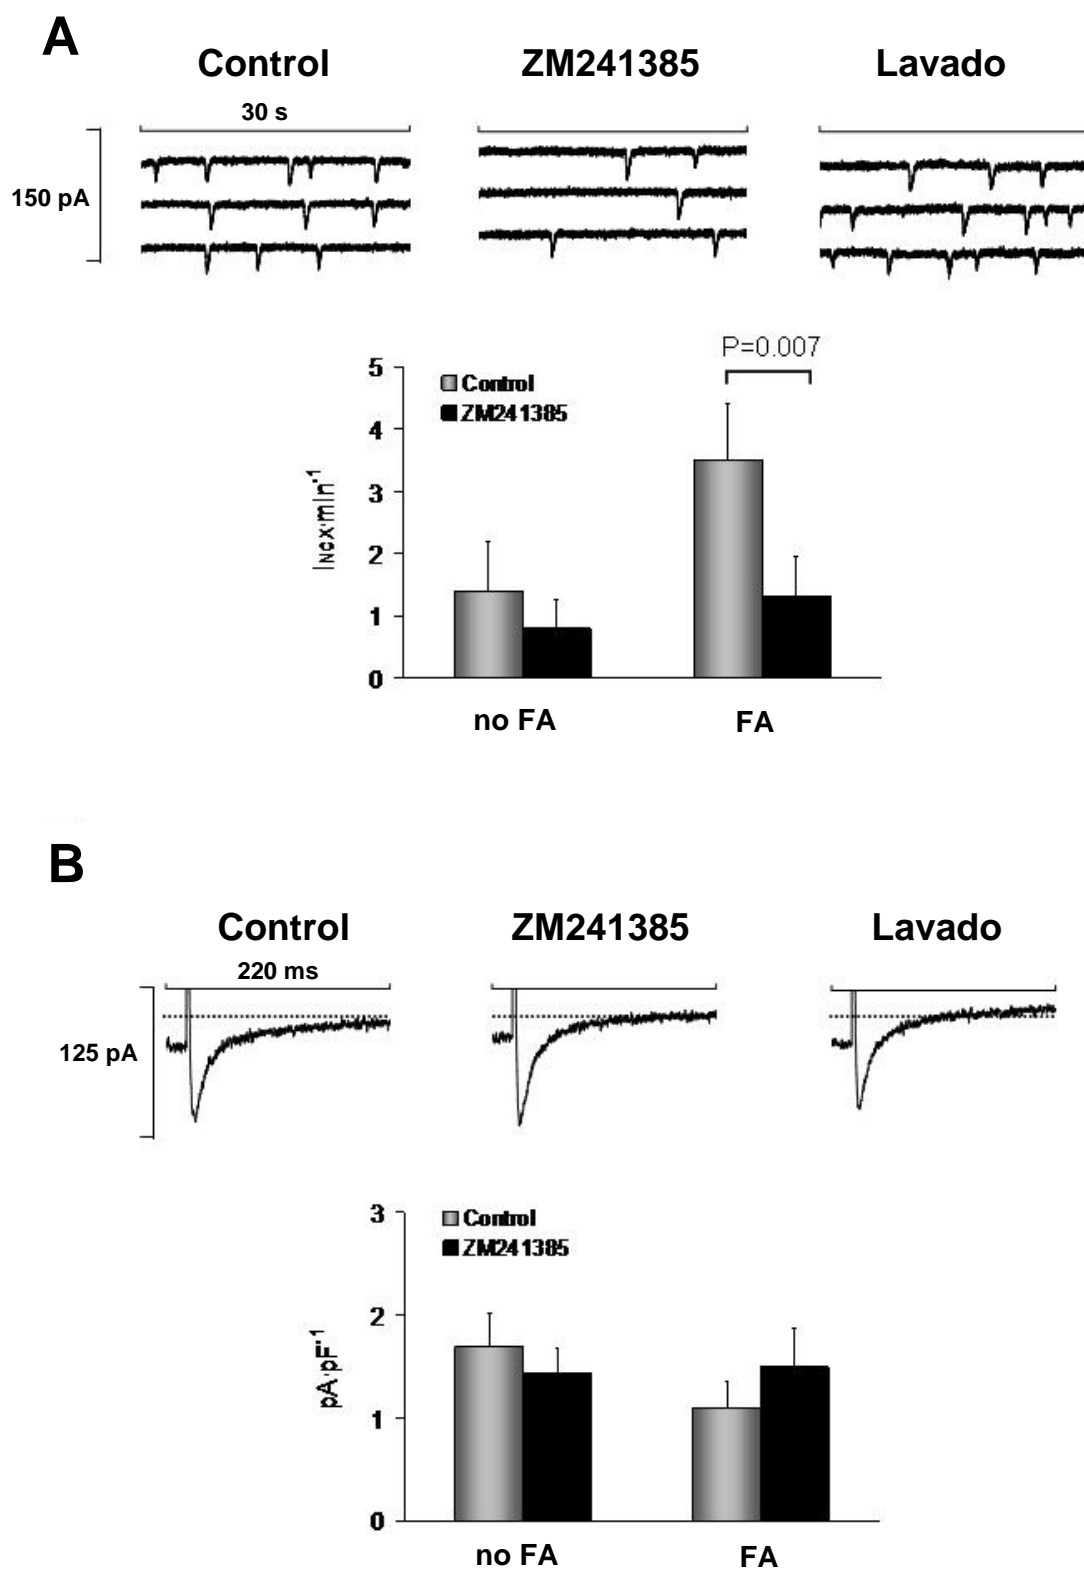 A
Control ZM241385 Lavado
30 s
150 pA
P=0.007
5
Control
ZM241385
4
3
2
1
0
INCX·min-1
no FA FA
B
Control ZM241385 Lavado
220 ms
125 pA
3
Control
ZM241385
2
1
0
pA·pF-1
no FA FA